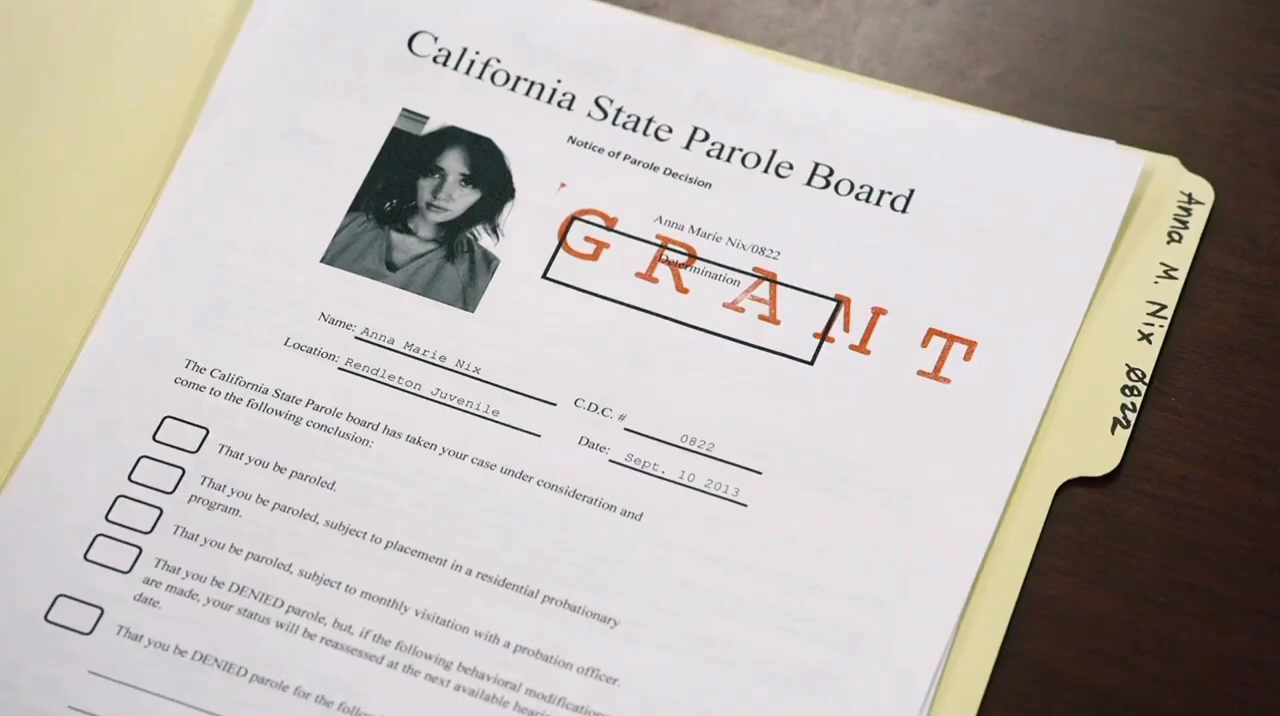 California State Parole Board
Notice of Parole Decision
Anna Marie Nix/0822
Determination
GRANT
Name: Anna Marie Nix
Location: Rendleton Juvenile
C.D.C. # 0822
Date: Sept. 10 2013
The California State Parole board has taken your case under consideration and
come to the following conclusion:
That you be paroled.
That you be paroled, subject to placement in a residential probationary
program.
That you be paroled, subject to monthly visitation with a probation officer.
That you be DENIED parole, but, if the following behavioral modifications
are made, your status will be reassessed at the next available
date.
That you be DENIED parole for the
Anna M. Nix 0822